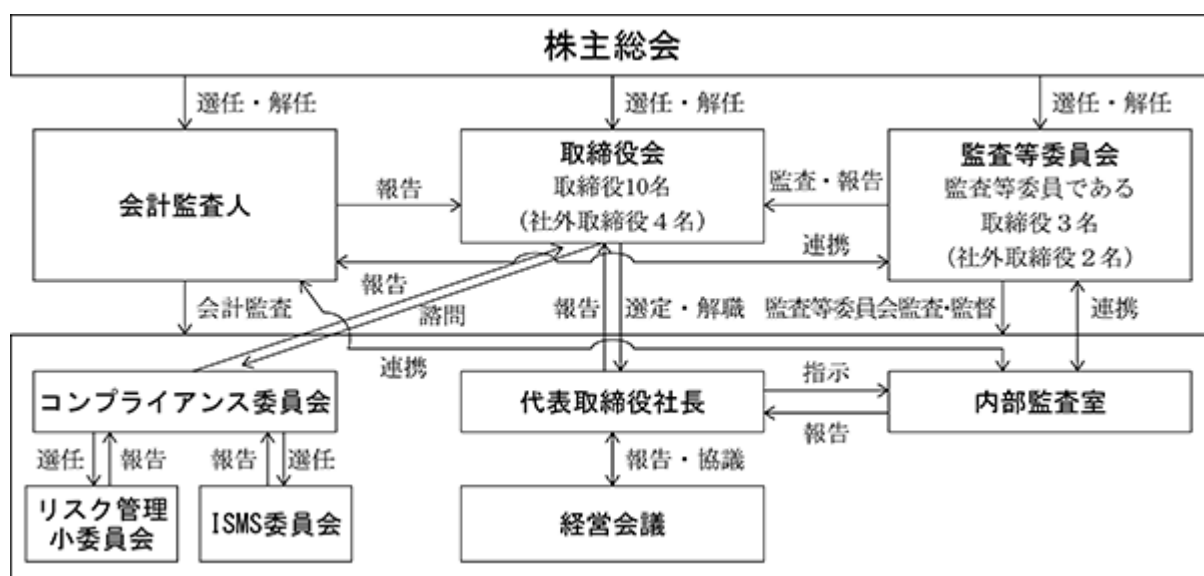 株主総会
選任・解任
選任・解任
選任・解任
会計監査人
報告
取締役会
取締役10名
(社外取締役4名)
監査・報告
監査等委員会
監査等委員である
取締役3名
(社外取締役2名)
連携
会計監査
報告
諮問
報告
選定・解職
監査等委員会監査・監督
連携
連携
コンプライアンス委員会
代表取締役社長
指示
報告
内部監査室
選任
報告
報告
選任
報告・協議
リスク管理
小委員会
ISMS委員会
経営会議